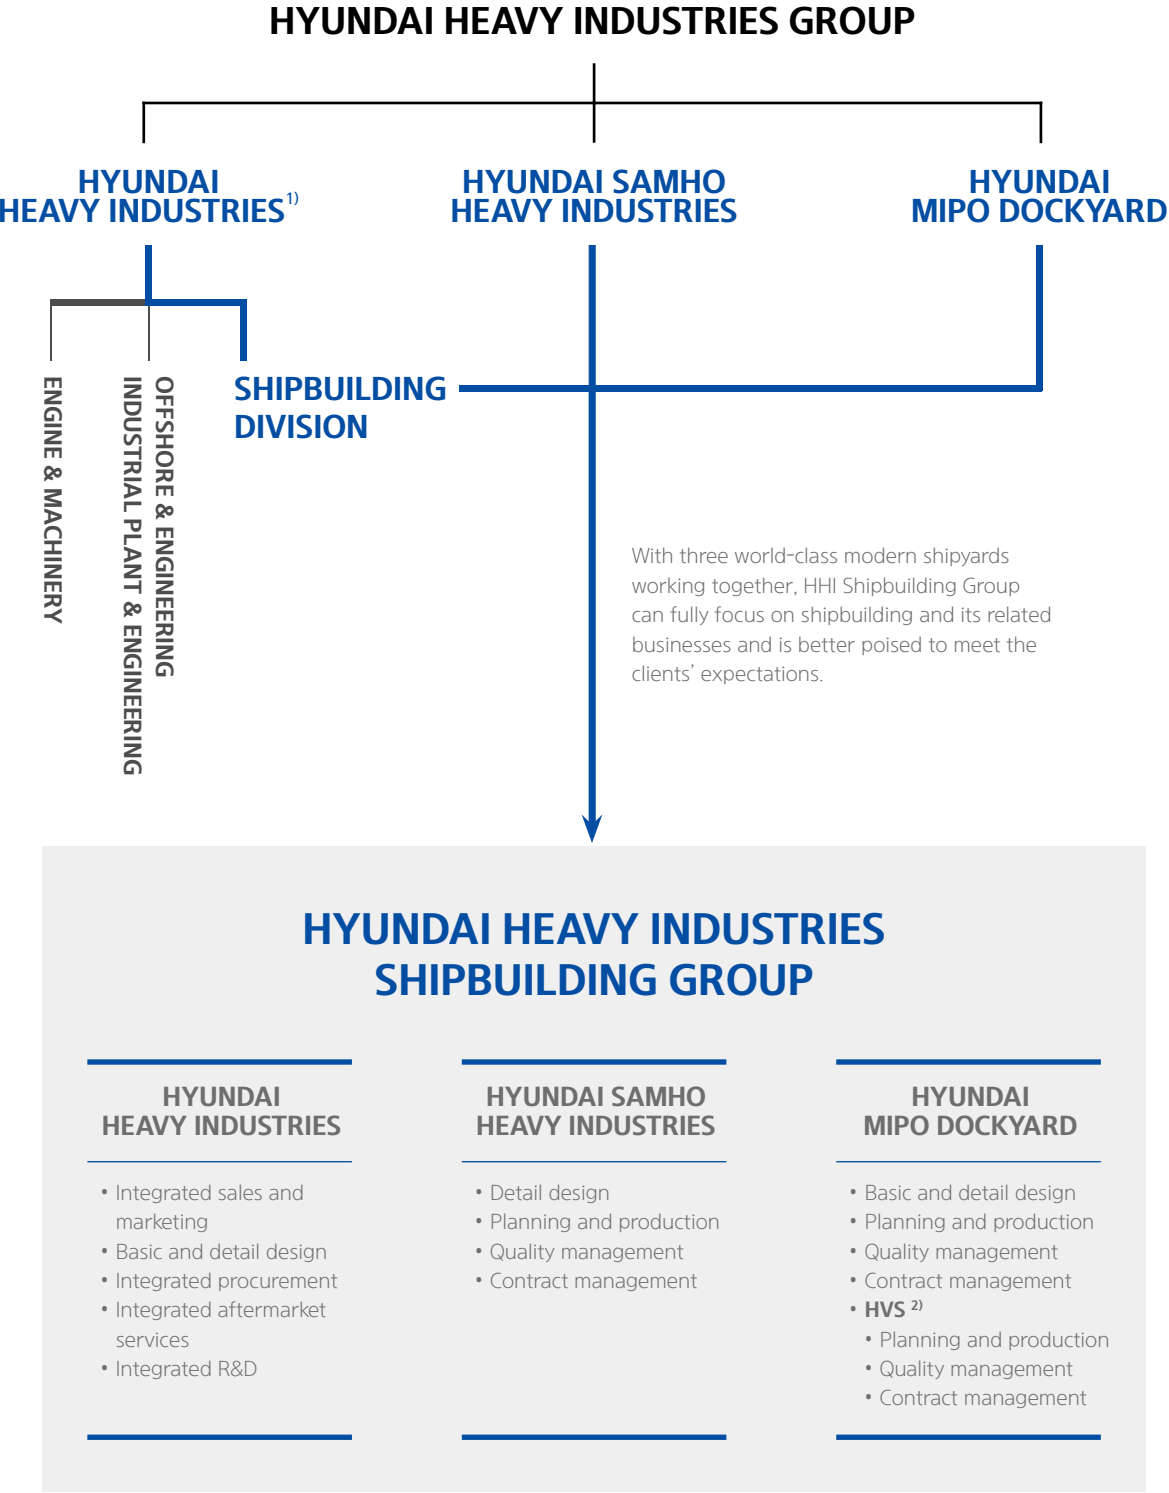 HYUNDAI HEAVY INDUSTRIES GROUP
HYUNDAI
HEAVY INDUSTRIES1)
HYUNDAI SAMHO
HEAVY INDUSTRIES
HYUNDAI
MIPO DOCKYARD
ENGINE & MACHINERY
OFFSHORE & ENGINEERING
INDUSTRIAL PLANT & ENGINEERING
SHIPBUILDING
DIVISION
With three world-class modern shipyards
working together, HHI Shipbuilding Group
can fully focus on shipbuilding and its related
businesses and is better poised to meet the
clients’ expectations.
HYUNDAI HEAVY INDUSTRIES
SHIPBUILDING GROUP
HYUNDAI
HEAVY INDUSTRIES
• Integrated sales and
marketing
• Basic and detail design
• Integrated procurement
• Integrated aftermarket
services
• Integrated R&D
HYUNDAI SAMHO
HEAVY INDUSTRIES
• Detail design
• Planning and production
• Quality management
• Contract management
HYUNDAI
MIPO DOCKYARD
• Basic and detail design
• Planning and production
• Quality management
• Contract management
• HVS 2)
• Planning and production
• Quality management
• Contract management